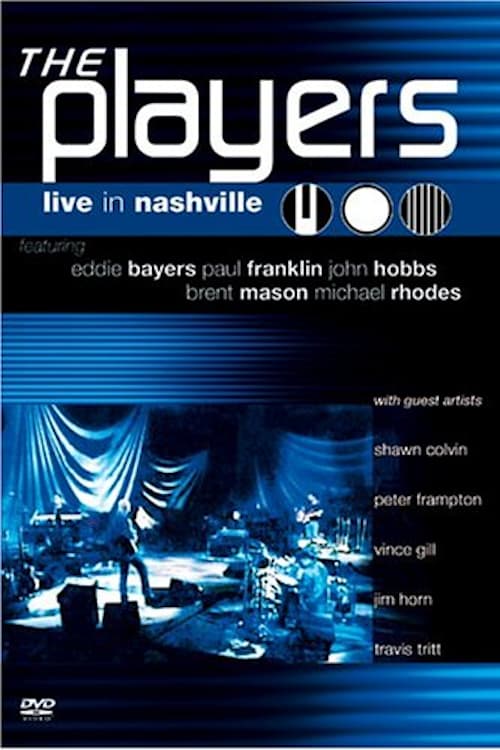 THE
players
live in nashville
featuring
eddie bayers paul franklin john hobbs
brent mason michael rhodes
with guest artists
shawn colvin
peter frampton
vince gill
jim horn
travis tritt
DVD
VIDEO